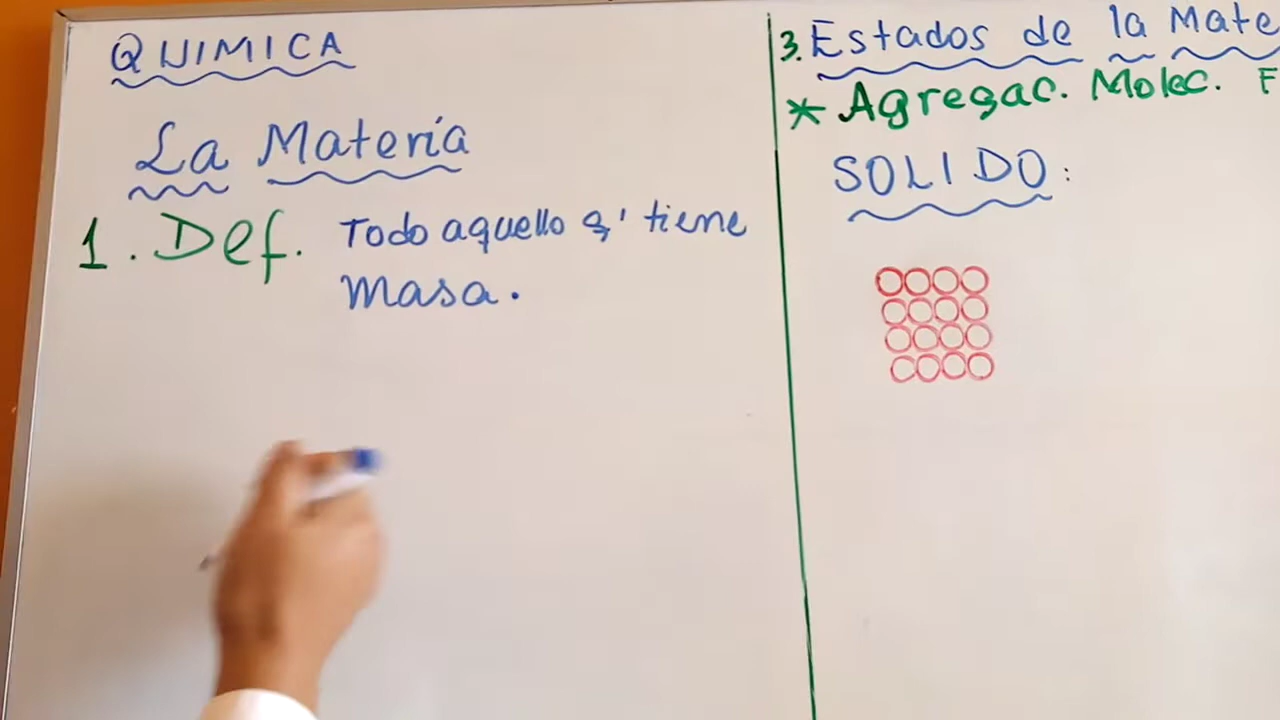 QUIMICA
La Materia
1. Def. Todo aquello q' tiene
masa.
3. Estados de la Mate
* Agregac. Molec. F
SOLIDO: